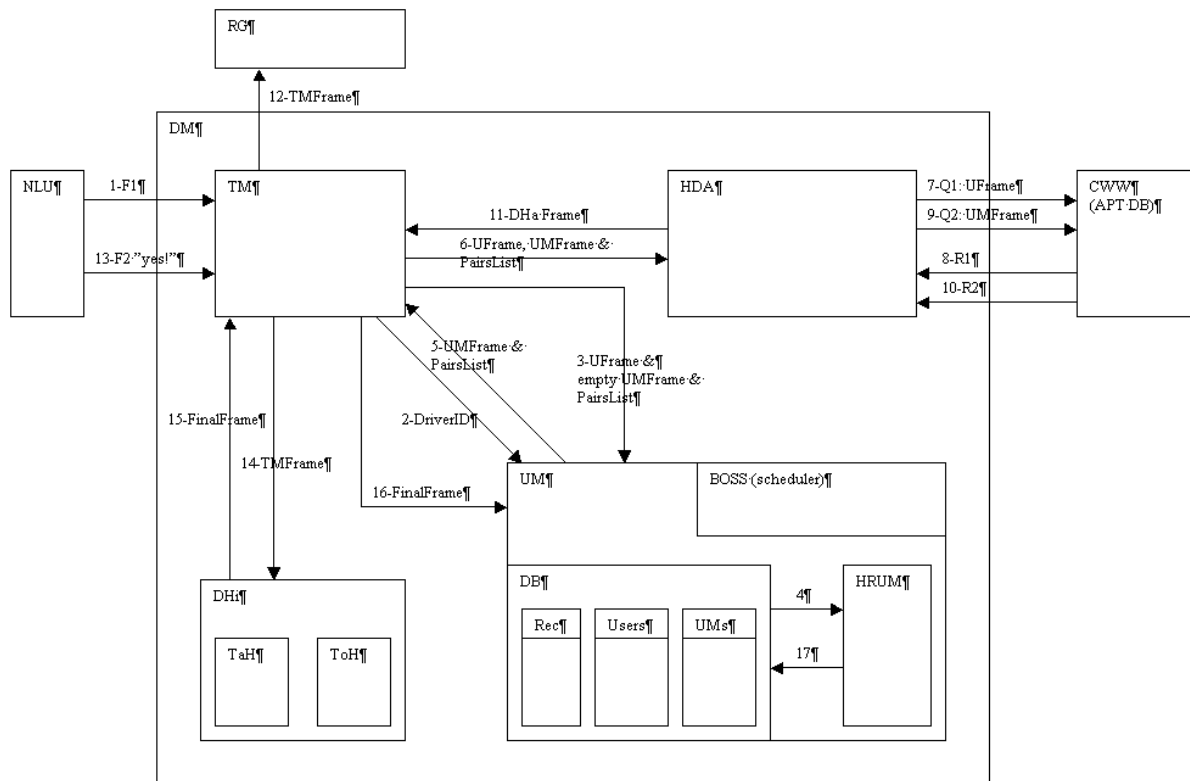 RG¶
12-TMFrame¶
DM¶
NLU¶
1-F1¶
13-F2·"yes!"¶
TM¶
11-DHa·Frame¶
6-UFrame,·UMFrame·&·
PairsList¶
HDA¶
7-Q1:·UFrame¶
9-Q2:·UMFrame¶
8-R1¶
10-R2¶
CWW¶
(APT·DB)¶
5-UMFrame·&·
PairsList¶
3-UFrame·&¶
empty·UMFrame·&·
PairsList¶
2-DriverID¶
15-FinalFrame¶
14-TMFrame¶
16-FinalFrame¶
UM¶
BOSS·(scheduler)¶
DHi¶
TaH¶
ToH¶
DB¶
Rec¶
Users¶
UMs¶
4¶
17¶
HRUM¶